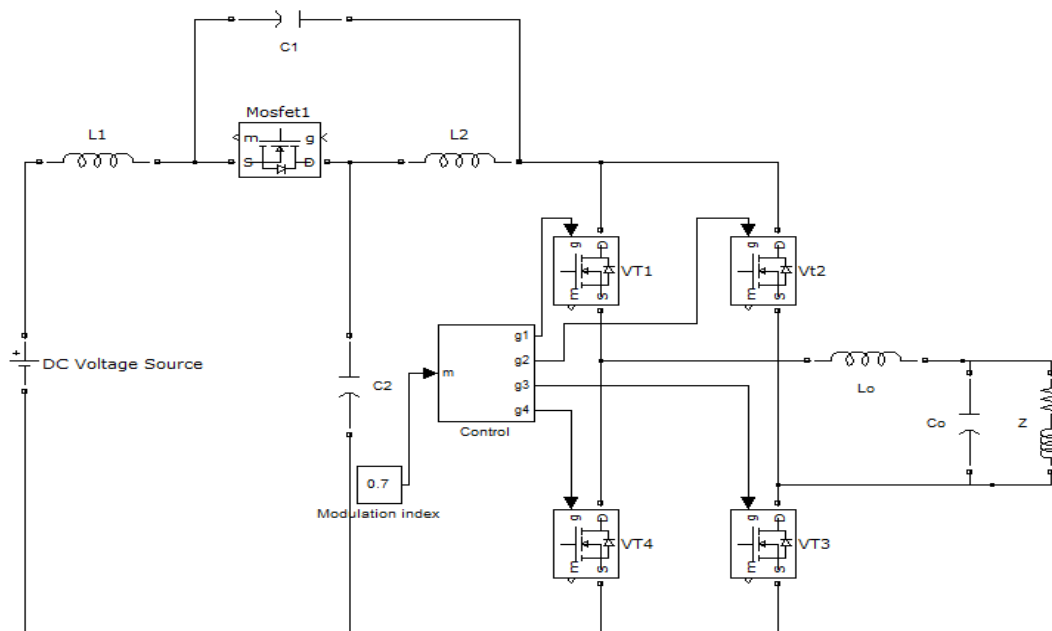 C1
Mosfet1
m
g
S
D
L1
L2
g
D
m
S
VT1
g
D
m
S
Vt2
+
DC Voltage Source
C2
m
g1
g2
g3
g4
Control
0.7
Modulation index
Lo
Co
Z
g
D
m
S
VT4
g
D
m
S
VT3